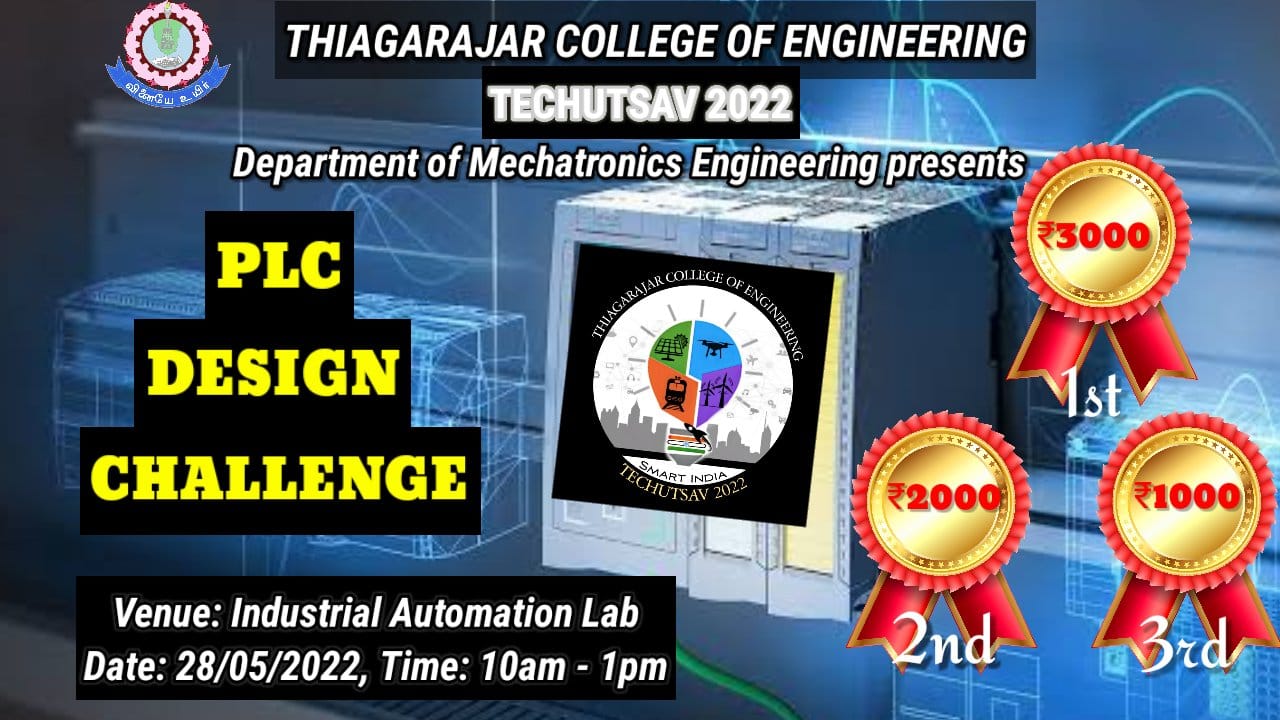 THIAGARAJAR COLLEGE OF ENGINEERING
TECHUTSAV 2022
வினையே உயிர்
Department of Mechatronics Engineering presents
PLC
DESIGN
CHALLENGE
THIAGARAJAR COLLEGE OF ENGINEERING
SMART INDIA
TECHUTSAV 2022
₹3000
1st
₹2000
2nd
₹1000
3rd
Venue: Industrial Automation Lab
Date: 28/05/2022, Time: 10am - 1pm